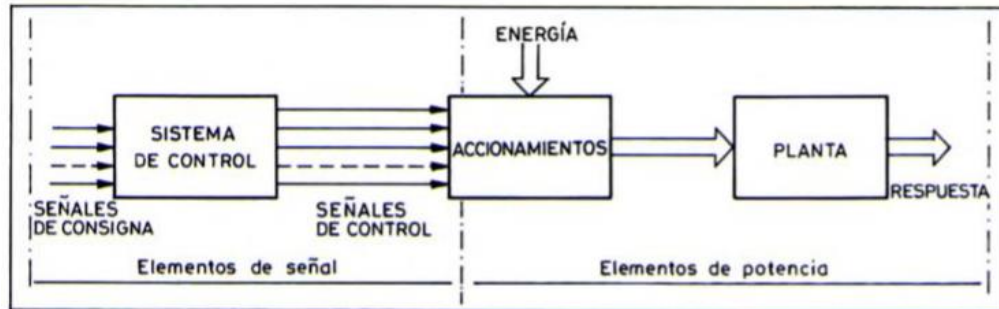 ENERGÍA
SISTEMA
DE CONTROL
ACCIONAMIENTOS
PLANTA
SEÑALES
DE CONSIGNA
SEÑALES
DE CONTROL
RESPUESTA
Elementos de señal
Elementos de potencia